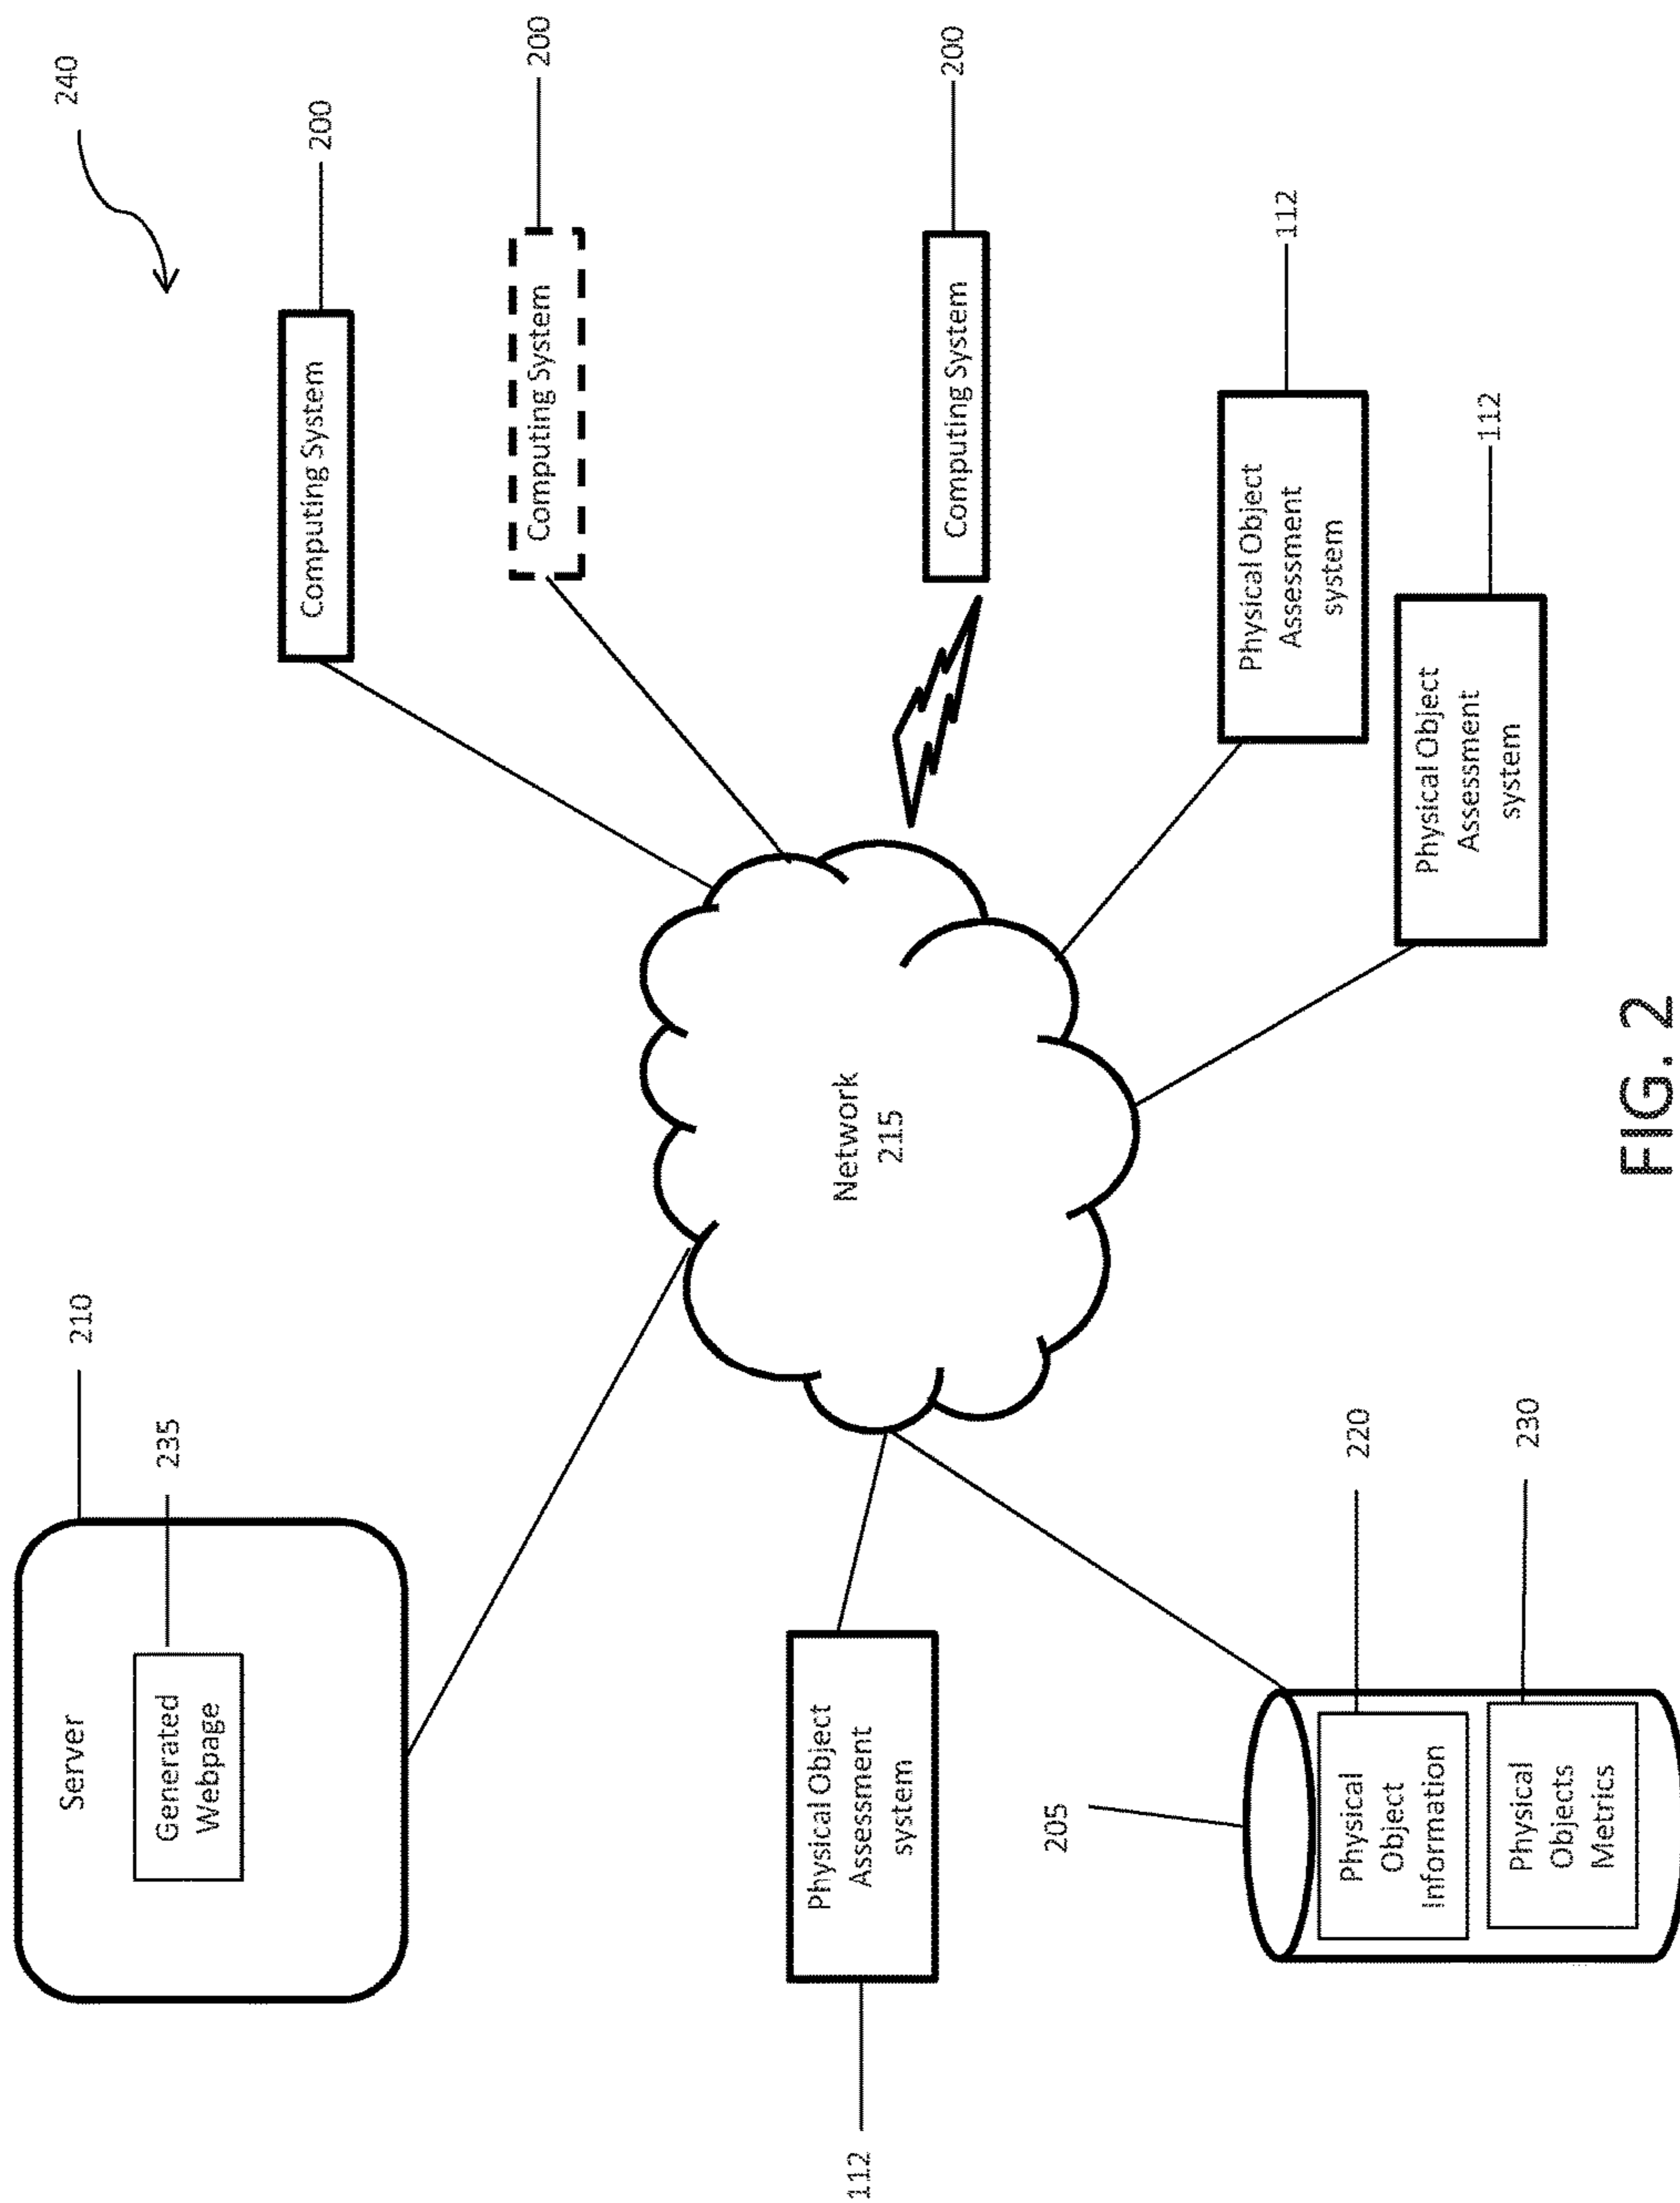 240
210
Server
235
Generated
Webpage
Computing System
200
Computing System
200
Network
215
Computing System
200
112
Physical Object
Assessment
system
Physical Object
Assessment
system
112
Physical Object
Assessment
system
112
205
Physical
Object
Information
220
Physical
Objects
Metrics
230
FIG. 2